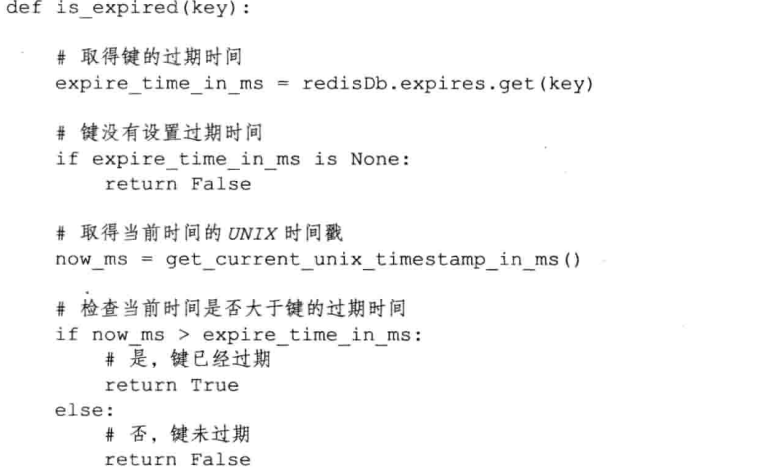 def is_expired(key):
    # 取得键的过期时间
    expire_time_in_ms = redisDb.expires.get(key)
    # 键没有设置过期时间
    if expire_time_in_ms is None:
        return False
    # 取得当前时间的 UNIX 时间戳
    now_ms = get_current_unix_timestamp_in_ms()
    # 检查当前时间是否大于键的过期时间
    if now_ms > expire_time_in_ms:
        # 是，键已经过期
        return True
    else:
        # 否，键未过期
        return False